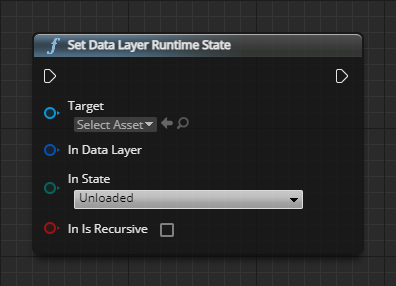 Set Data Layer Runtime State
Target
Select Asset
In Data Layer
In State
Unloaded
In Is Recursive